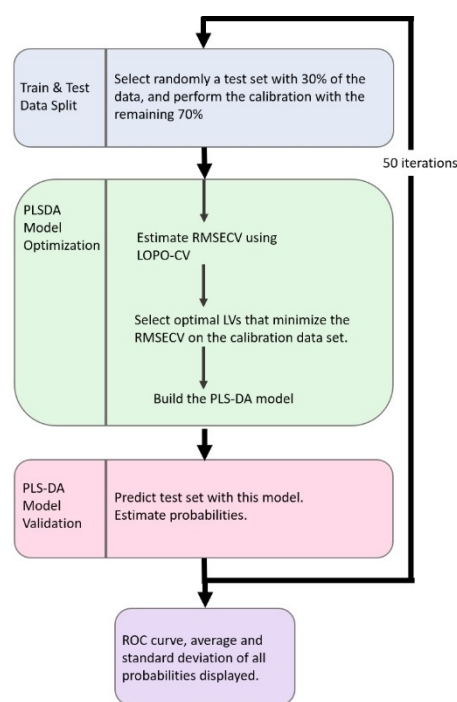 Train & Test
Data Split
Select randomly a test set with 30% of the
data, and perform the calibration with the
remaining 70%
50 iterations
PLSDA
Model
Optimization
Estimate RMSECV using
LOPO-CV
Select optimal LVs that minimize the
RMSECV on the calibration data set.
Build the PLS-DA model
PLS-DA
Model
Validation
Predict test set with this model.
Estimate probabilities.
ROC curve, average and
standard deviation of all
probabilities displayed.